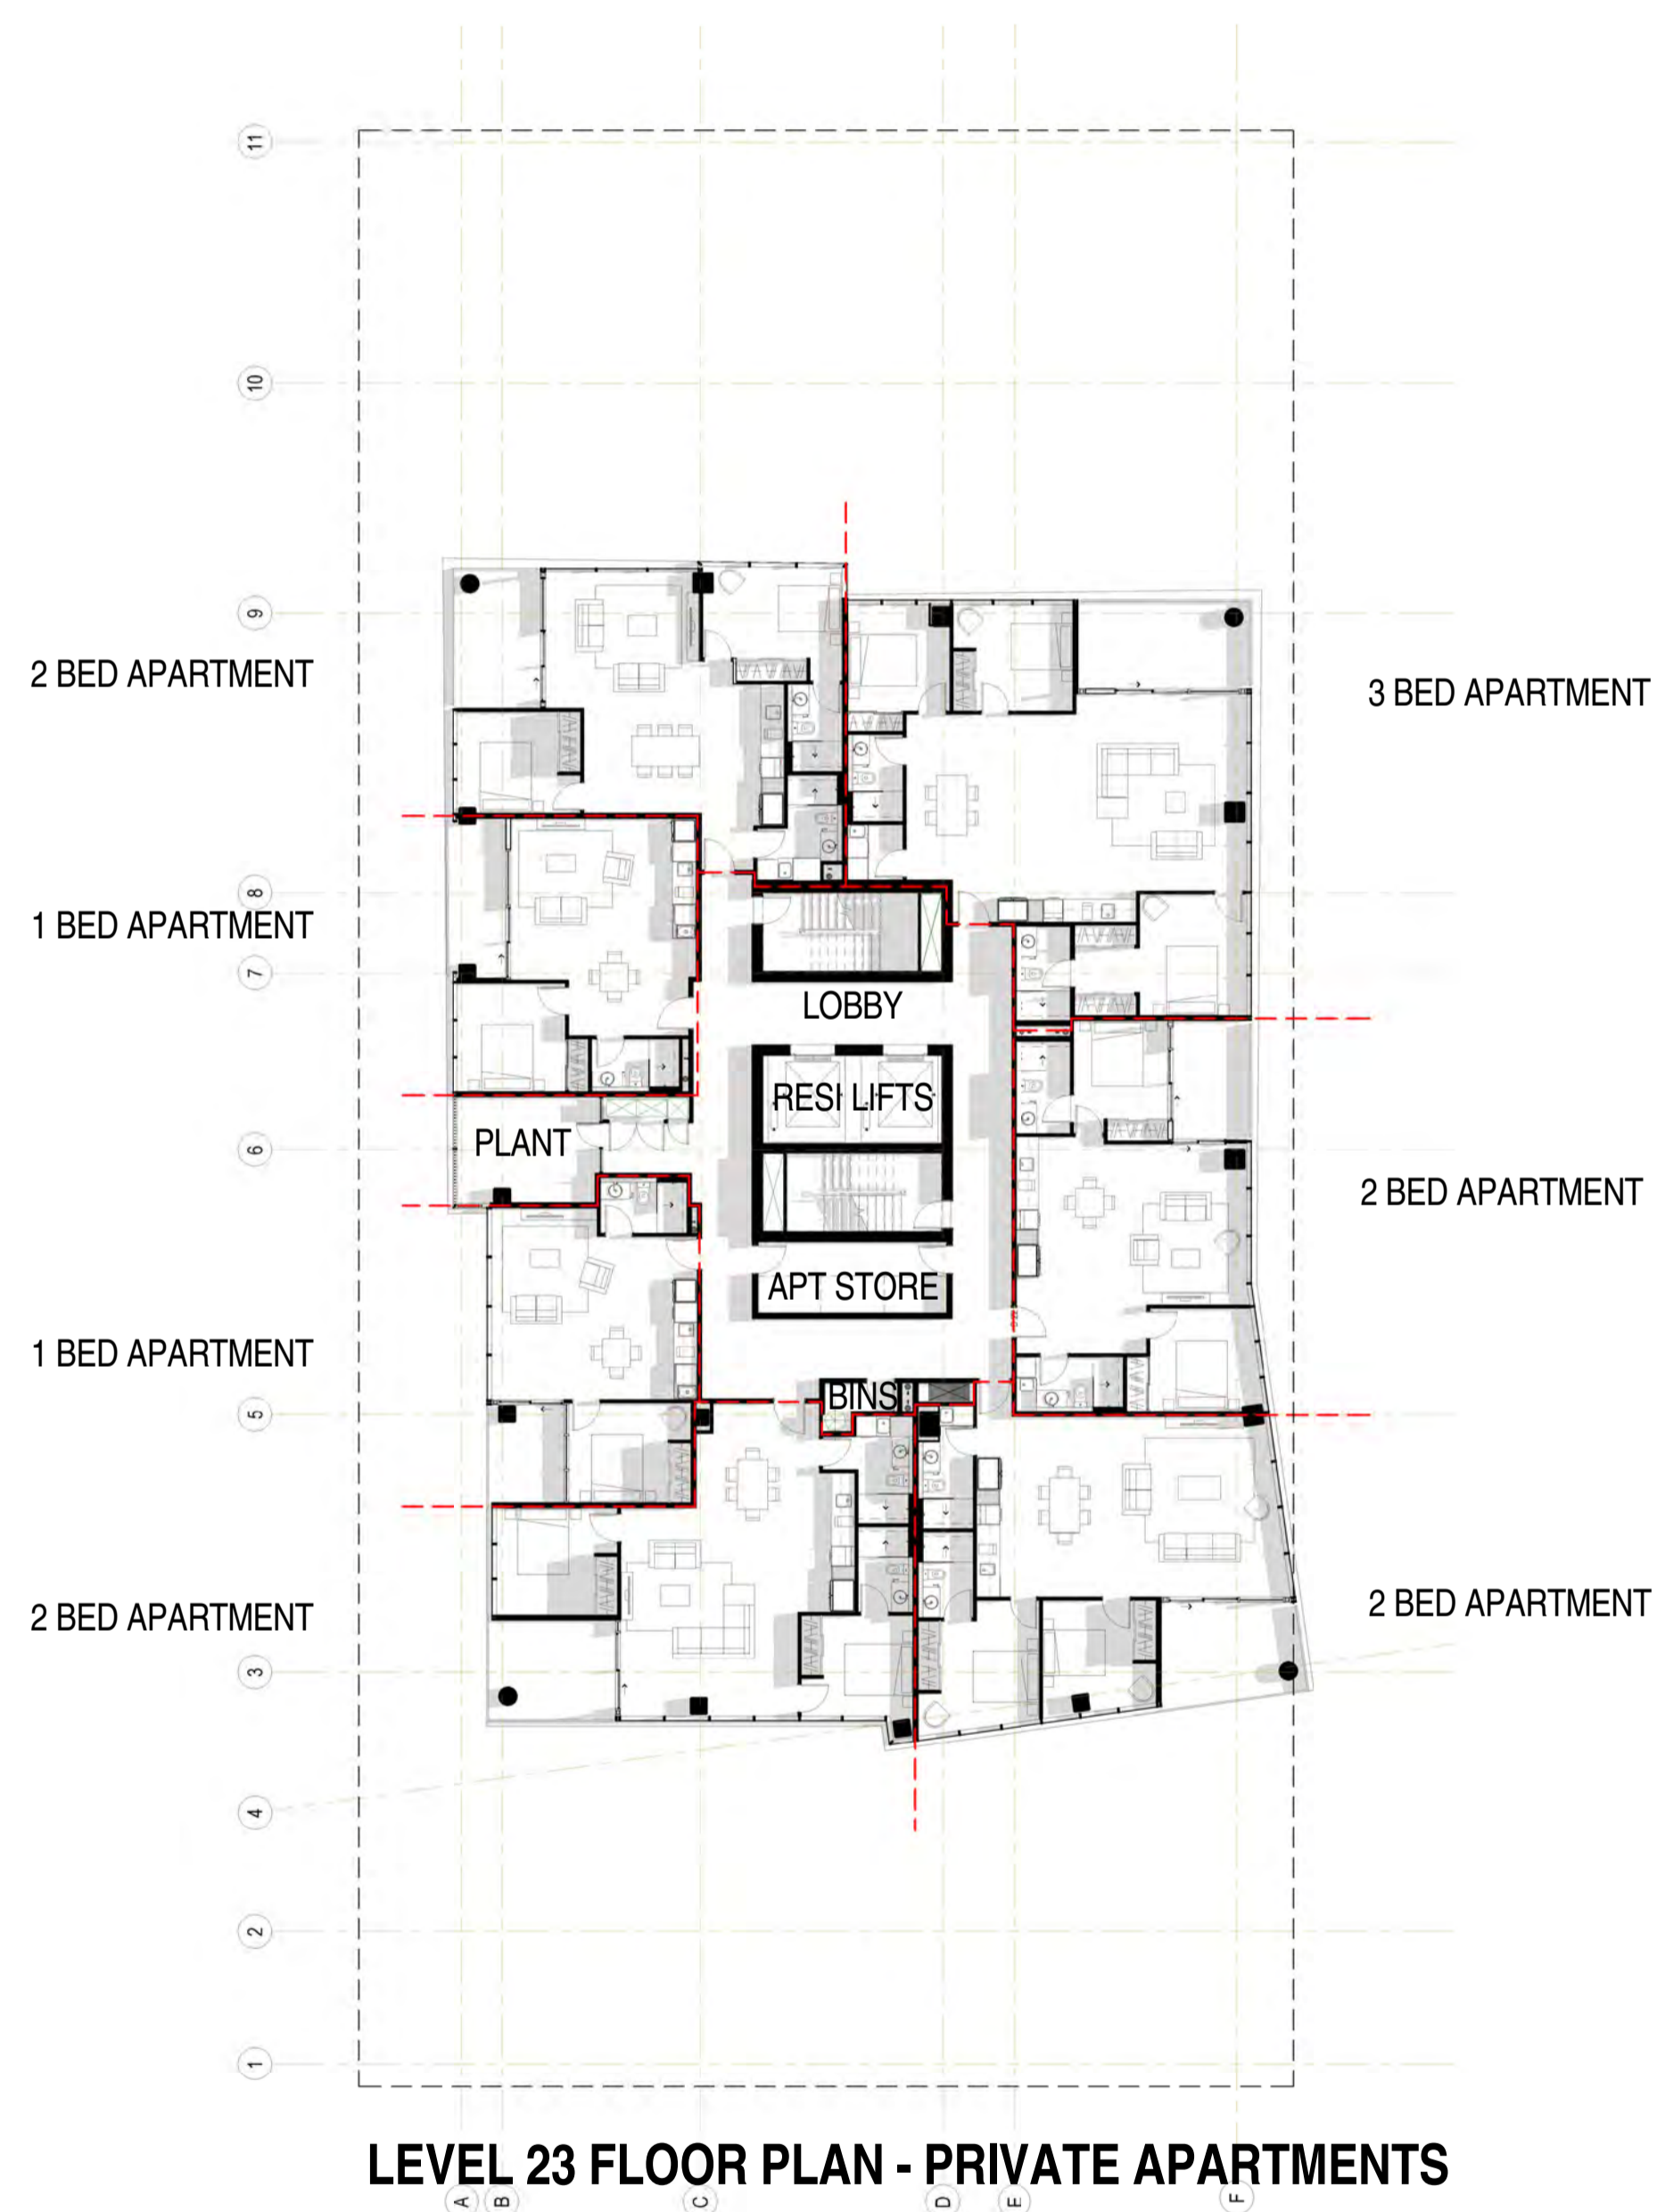 11
10
9
2 BED APARTMENT
3 BED APARTMENT
8
1 BED APARTMENT
7
LOBBY
RESI LIFTS
PLANT
6
2 BED APARTMENT
APT STORE
1 BED APARTMENT
BINS
5
2 BED APARTMENT
2 BED APARTMENT
3
4
2
1
LEVEL 23 FLOOR PLAN - PRIVATE APARTMENTS
A B C D E F